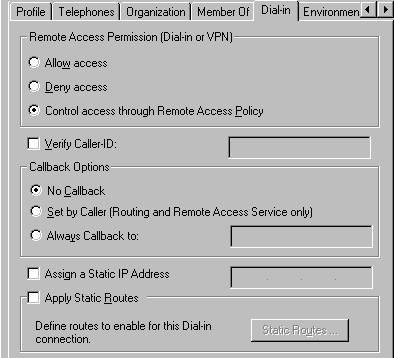 Profile Telephones Organization Member Of Dial-in Environmen
Remote Access Permission (Dial-in or VPN)
Allow access
Deny access
Control access through Remote Access Policy
Verify Caller-ID:
Callback Options
No Callback
Set by Caller (Routing and Remote Access Service only)
Always Callback to:
Assign a Static IP Address
Apply Static Routes
Define routes to enable for this Dial-in
connection.
Static Routes ...